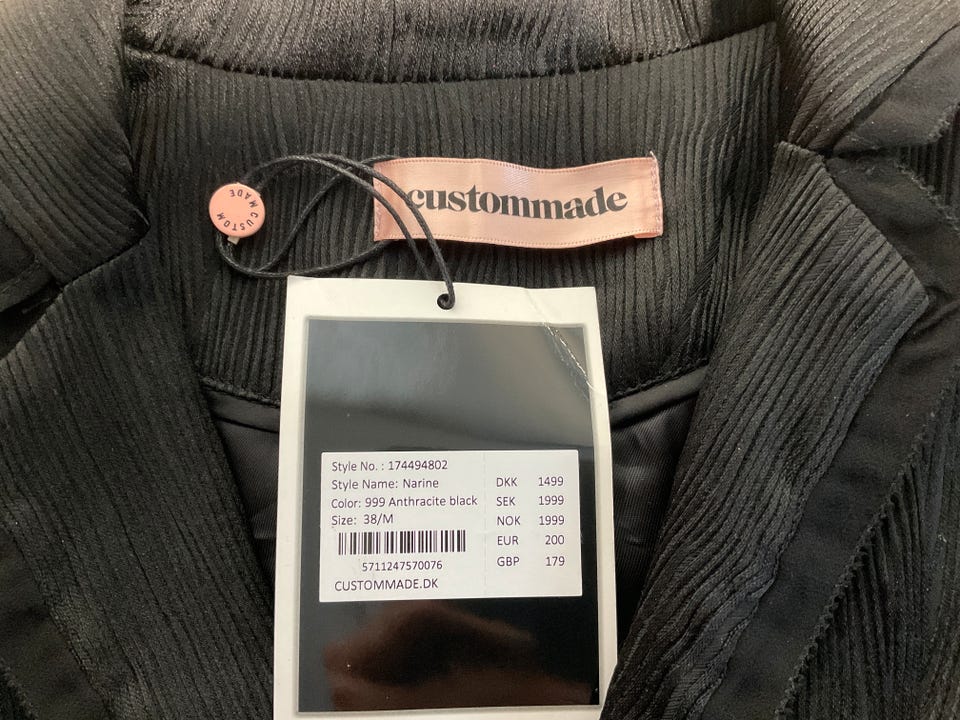 CUSTOM
MADE
custommade
Style No. : 174494802
Style Name: Narine
Color: 999 Anthracite black
Size: 38/M
5711247570076
CUSTOMMADE.DK
DKK 1499
SEK 1999
NOK 1999
EUR 200
GBP 179